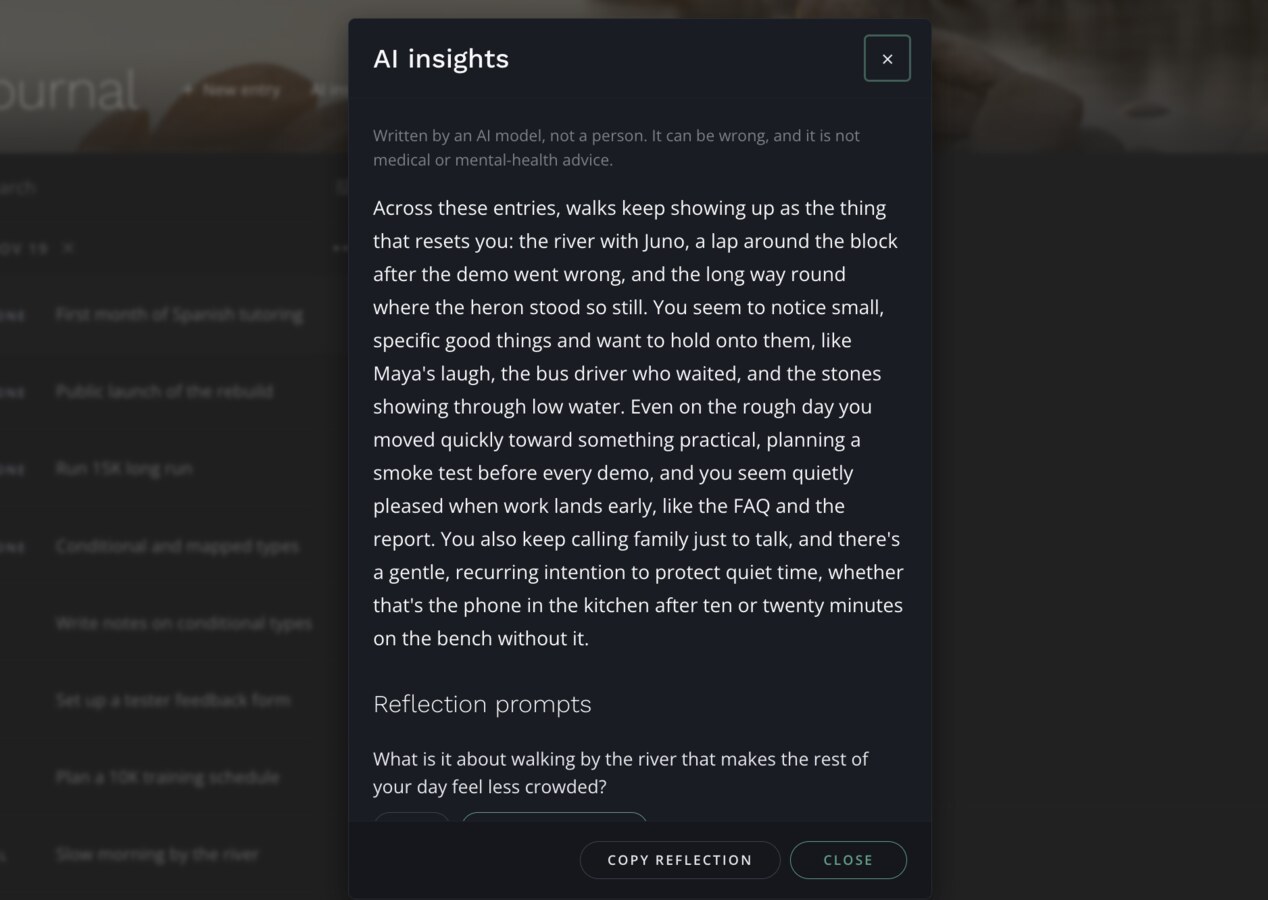 AI insights
×
ournal
+ New entry
Written by an AI model, not a person. It can be wrong, and it is not
medical or mental-health advice.
arch
OV 19 ×
Across these entries, walks keep showing up as the thing
that resets you: the river with Juno, a lap around the block
after the demo went wrong, and the long way round
where the heron stood so still. You seem to notice small,
specific good things and want to hold onto them, like
Maya's laugh, the bus driver who waited, and the stones
showing through low water. Even on the rough day you
moved quickly toward something practical, planning a
smoke test before every demo, and you seem quietly
pleased when work lands early, like the FAQ and the
report. You also keep calling family just to talk, and there's
a gentle, recurring intention to protect quiet time, whether
that's the phone in the kitchen after ten or twenty minutes
on the bench without it.
First month of Spanish tutoring
Public launch of the rebuild
Run 15K long run
Conditional and mapped types
Write notes on conditional types
Set up a tester feedback form
Plan a 10K training schedule
Slow morning by the river
Reflection prompts
What is it about walking by the river that makes the rest of
your day feel less crowded?
COPY REFLECTION
CLOSE